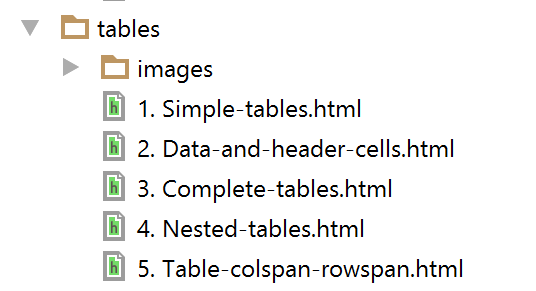 tables
images
1. Simple-tables.html
2. Data-and-header-cells.html
3. Complete-tables.html
4. Nested-tables.html
5. Table-colspan-rowspan.html